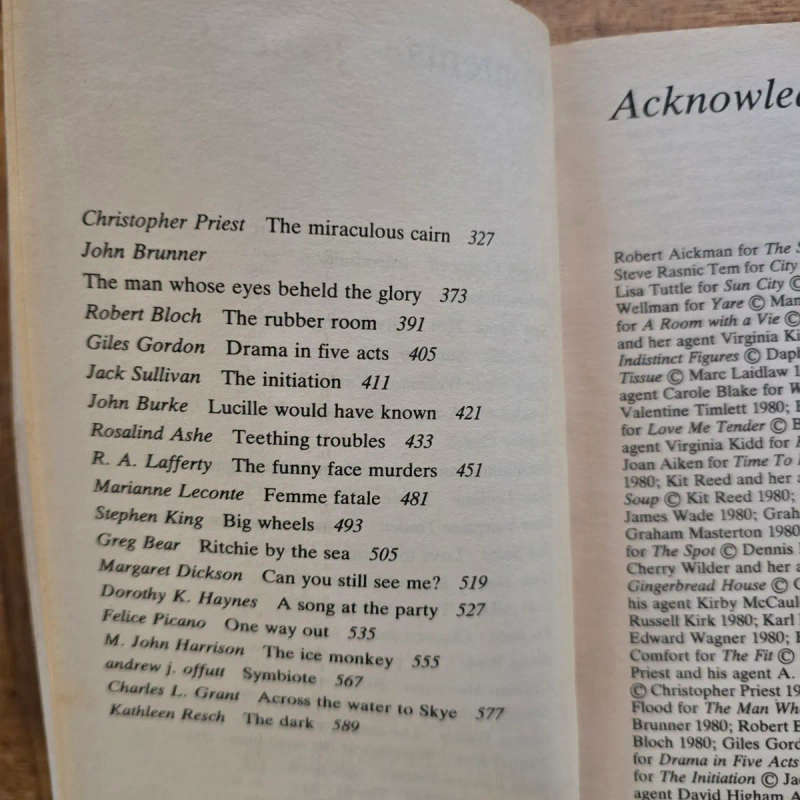 Christopher Priest The miraculous cairn 327
John Brunner
The man whose eyes beheld the glory 373
Robert Bloch The rubber room 391
Giles Gordon Drama in five acts 405
Jack Sullivan The initiation 411
John Burke Lucille would have known 421
Rosalind Ashe Teething troubles 433
R. A. Lafferty The funny face murders 451
Marianne Leconte Femme fatale 481
Stephen King Big wheels 493
Greg Bear Ritchie by the sea 505
Margaret Dickson Can you still see me? 519
Dorothy K. Haynes A song at the party 527
Felice Picano One way out 535
M. John Harrison The ice monkey 555
andrew j. offutt Symbiote 567
Charles L. Grant Across the water to Skye 577
Kathleen Resch The dark 589
Acknowle
Robert Aickman for The S
Steve Rasnic Tem for City
Lisa Tuttle for Sun City ©
Wellman for Yare © Man
for A Room with a Vie ©
and her agent Virginia Ki
Indistinct Figures © Daph
Tissue © Marc Laidlaw 1
agent Carole Blake for W
Valentine Timlett 1980;
for Love Me Tender © B
agent Virginia Kidd for
Joan Aiken for Time To
1980; Kit Reed and her a
Soup © Kit Reed 1980;
James Wade 1980; Grah
Graham Masterton 1980
for The Spot © Dennis
Cherry Wilder and her a
Gingerbread House ©
his agent Kirby McCaul
Russell Kirk 1980; Karl
Edward Wagner 1980;
Comfort for The Fit ©
Priest and his agent A.
© Christopher Priest 19
Flood for The Man Who
Brunner 1980; Robert B
Bloch 1980; Giles Gord
for Drama in Five Acts
for The Initiation © Ja
agent David Higham A